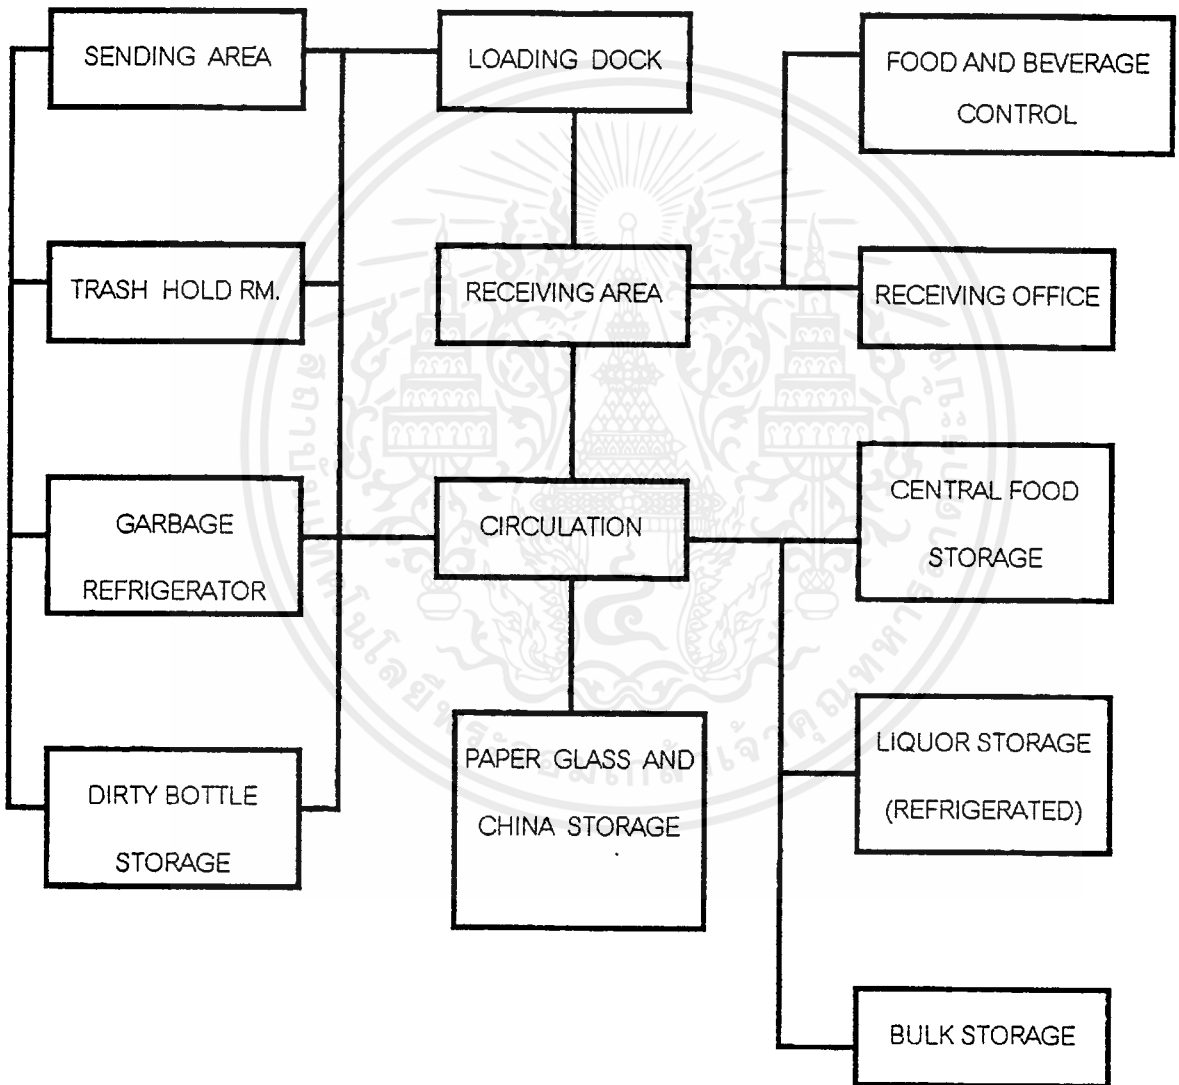 SENDING AREA
LOADING DOCK
FOOD AND BEVERAGE
CONTROL
TRASH HOLD RM.
RECEIVING AREA
RECEIVING OFFICE
GARBAGE
REFRIGERATOR
CIRCULATION
CENTRAL FOOD
STORAGE
DIRTY BOTTLE
STORAGE
PAPER GLASS AND
CHINA STORAGE
LIQUOR STORAGE
(REFRIGERATED)
BULK STORAGE